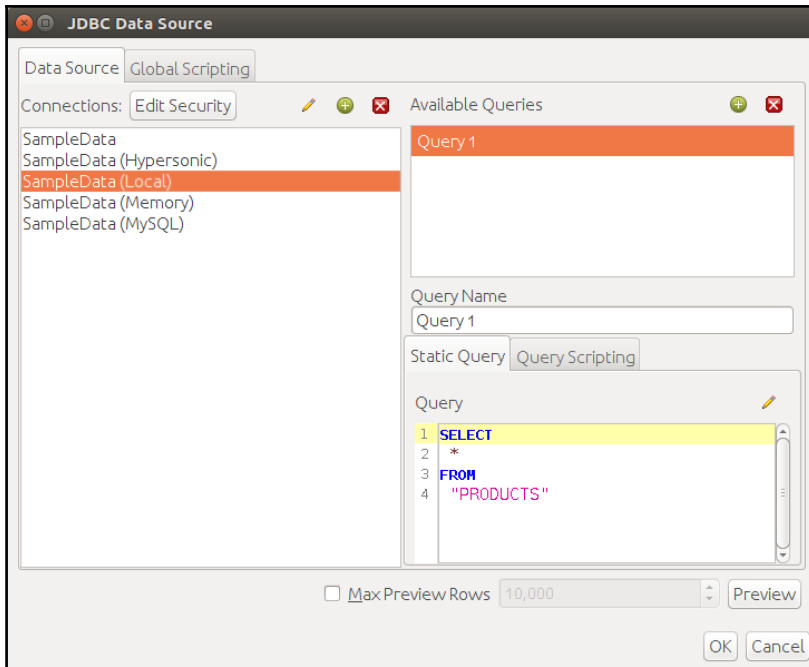 JDBC Data Source
Data Source Global Scripting
Connections: Edit Security
SampleData
SampleData (Hypersonic)
SampleData (Local)
SampleData (Memory)
SampleData (MySQL)
Available Queries
Query 1
Query Name
Query 1
Static Query Query Scripting
Query
1 SELECT
2 *
3 FROM
4 "PRODUCTS"
Max Preview Rows 10,000 Preview
OK Cancel